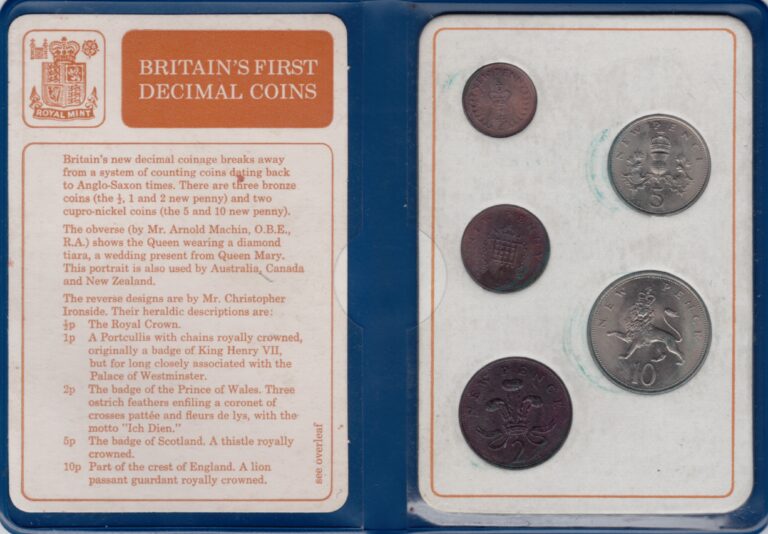 ROYAL MINT
BRITAIN'S FIRST
DECIMAL COINS
Britain's new decimal coinage breaks away
from a system of counting coins dating back
to Anglo-Saxon times. There are three bronze
coins (the ½, 1 and 2 new penny) and two
cupro-nickel coins (the 5 and 10 new penny).
The obverse (by Mr. Arnold Machin, O.B.E.,
R.A.) shows the Queen wearing a diamond
tiara, a wedding present from Queen Mary.
This portrait is also used by Australia, Canada
and New Zealand.
The reverse designs are by Mr. Christopher
Ironside. Their heraldic descriptions are:
½p The Royal Crown.
1p A Portcullis with chains royally crowned,
originally a badge of King Henry VII,
but for long closely associated with the
Palace of Westminster.
2p The badge of the Prince of Wales. Three
ostrich feathers enfiling a coronet of
crosses pattée and fleurs de lys, with the
motto "Ich Dien."
5p The badge of Scotland. A thistle royally
crowned.
10p Part of the crest of England. A lion
passant guardant royally crowned.
see overleaf
NEW PENCE
5
NEW PENCE
10
NEW PENCE
2